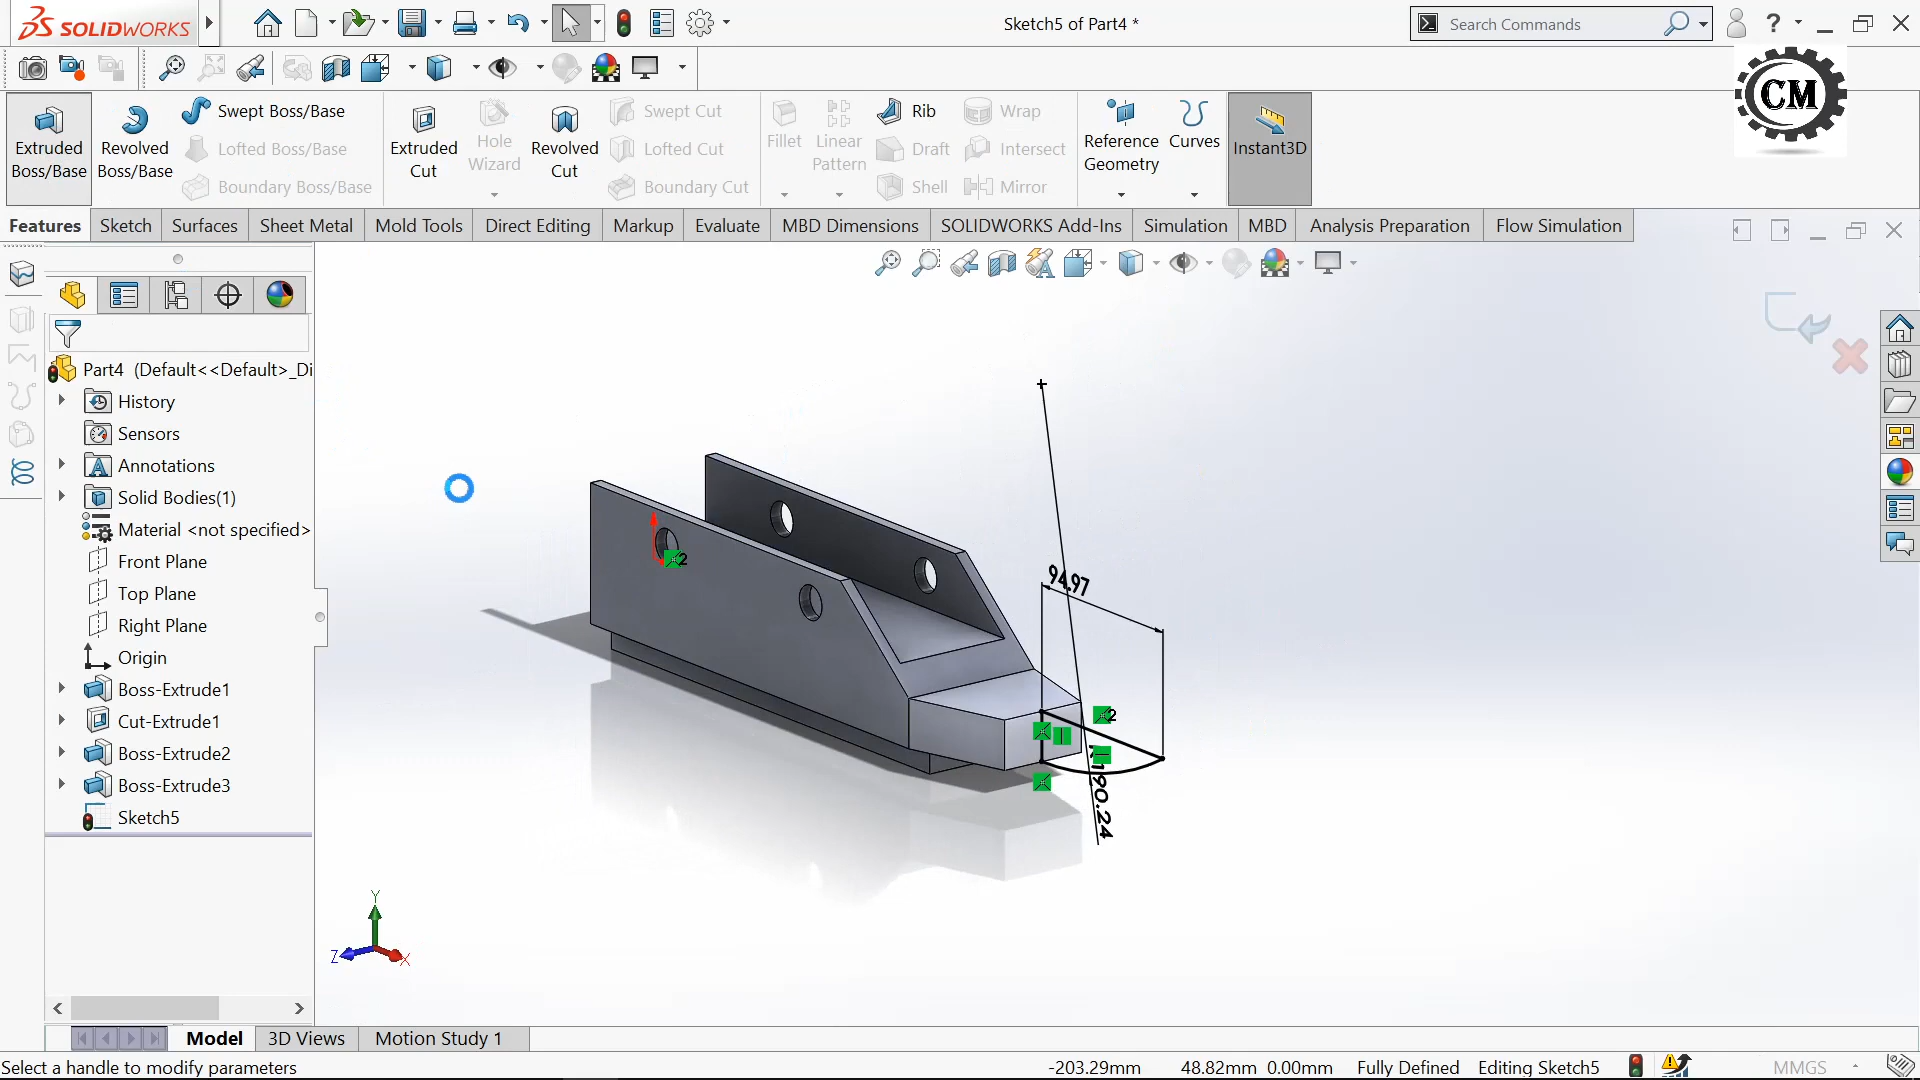 SOLIDWORKS
Sketch5 of Part4 *
Search Commands
?
CM
Extruded Boss/Base
Revolved Boss/Base
Swept Boss/Base
Lofted Boss/Base
Boundary Boss/Base
Extruded Cut
Hole Wizard
Revolved Cut
Swept Cut
Lofted Cut
Boundary Cut
Fillet
Linear Pattern
Rib
Draft
Shell
Wrap
Intersect
Mirror
Reference Geometry
Curves
Instant3D
Features
Sketch
Surfaces
Sheet Metal
Mold Tools
Direct Editing
Markup
Evaluate
MBD Dimensions
SOLIDWORKS Add-Ins
Simulation
MBD
Analysis Preparation
Flow Simulation
Part4 (Default<<Default>_Di
History
Sensors
Annotations
Solid Bodies(1)
Material <not specified>
Front Plane
Top Plane
Right Plane
Origin
Boss-Extrude1
Cut-Extrude1
Boss-Extrude2
Boss-Extrude3
Sketch5
94.97
2
2
Y
Z
X
Model
3D Views
Motion Study 1
Select a handle to modify parameters
-203.29mm
48.82mm
0.00mm
Fully Defined
Editing Sketch5
MMGS